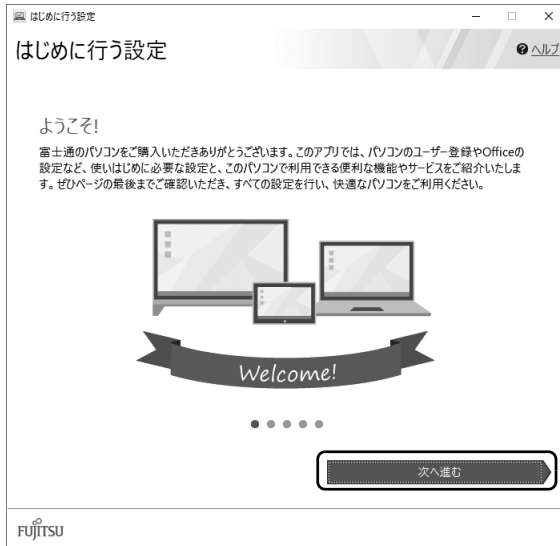 はじめに行う設定
はじめに行う設定
ヘルプ
ようこそ!
富士通のパソコンをご購入いただきありがとうございます。このアプリでは、パソコンのユーザー登録やOfficeの
設定など、使いはじめに必要な設定と、このパソコンで利用できる便利な機能やサービスをご紹介いたしま
す。ぜひページの最後までご確認いただき、すべての設定を行い、快適なパソコンをご利用ください。
Welcome!
次へ進む
FUJITSU